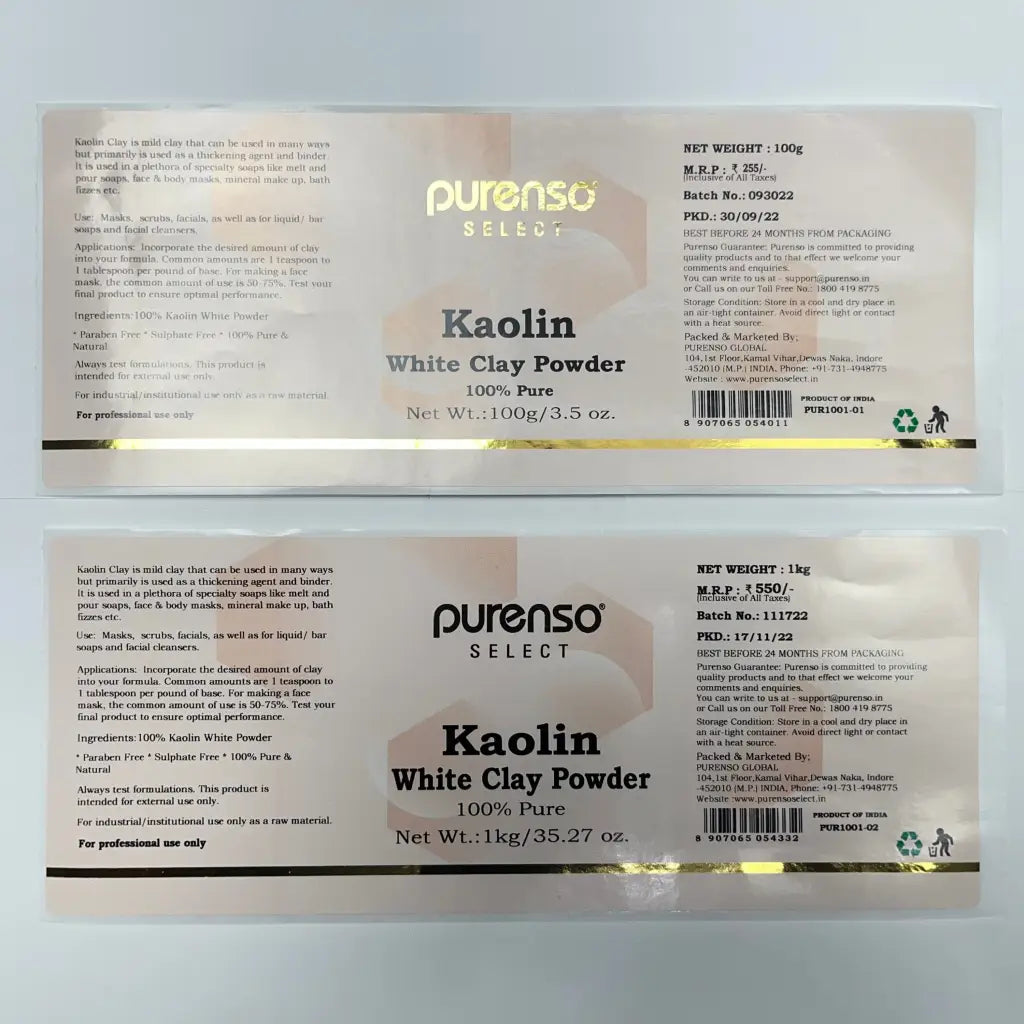 Kaolin Clay is mild clay that can be used in many ways
but primarily is used as a thickening agent and binder.
It is used in a plethora of specialty soaps like melt and
pour soaps, face & body masks, mineral make up, bath
fizzes etc.
Use: Masks, scrubs, facials, as well as for liquid/ bar
soaps and facial cleansers.
Applications: Incorporate the desired amount of clay
into your formula. Common amounts are 1 teaspoon to
1 tablespoon per pound of base. For making a face
mask, the common amount of use is 50-75%. Test your
final product to ensure optimal performance.
Ingredients:100% Kaolin White Powder
* Paraben Free * Sulphate Free * 100% Pure &
Natural
Always test formulations. This product is
intended for external use only.
For industrial/institutional use only as a raw material.
For professional use only
purenso®
SELECT
Kaolin
White Clay Powder
100% Pure
Net Wt.:100g/3.5 oz.
NET WEIGHT : 100g
M.R.P : ₹ 255/-
(Inclusive of All Taxes)
Batch No.: 093022
PKD.: 30/09/22
BEST BEFORE 24 MONTHS FROM PACKAGING
Purenso Guarantee: Purenso is committed to providing
quality products and to that effect we welcome your
comments and enquiries.
You can write to us at - support@purenso.in
or Call us on our Toll Free No.: 1800 419 8775
Storage Condition: Store in a cool and dry place in
an air-tight container. Avoid direct light or contact
with a heat source.
Packed & Marketed By;
PURENSO GLOBAL
104,1st Floor,Kamal Vihar,Dewas Naka, Indore
-452010 (M.P.) INDIA, Phone: +91-731-4948775
Website : www.purensoselect.in
PRODUCT OF INDIA
PUR1001-01
8 907065 054011
Kaolin Clay is mild clay that can be used in many ways
but primarily is used as a thickening agent and binder.
It is used in a plethora of specialty soaps like melt and
pour soaps, face & body masks, mineral make up, bath
fizzes etc.
Use: Masks, scrubs, facials, as well as for liquid/ bar
soaps and facial cleansers.
Applications: Incorporate the desired amount of clay
into your formula. Common amounts are 1 teaspoon to
1 tablespoon per pound of base. For making a face
mask, the common amount of use is 50-75%. Test your
final product to ensure optimal performance.
Ingredients:100% Kaolin White Powder
* Paraben Free * Sulphate Free * 100% Pure &
Natural
Always test formulations. This product is
intended for external use only.
For industrial/institutional use only as a raw material.
For professional use only
purenso®
SELECT
Kaolin
White Clay Powder
100% Pure
Net Wt.:1kg/35.27 oz.
NET WEIGHT : 1kg
M.R.P : ₹ 550/-
(Inclusive of All Taxes)
Batch No.: 111722
PKD.: 17/11/22
BEST BEFORE 24 MONTHS FROM PACKAGING
Purenso Guarantee: Purenso is committed to providing
quality products and to that effect we welcome your
comments and enquiries.
You can write to us at - support@purenso.in
or Call us on our Toll Free No.: 1800 419 8775
Storage Condition: Store in a cool and dry place in
an air-tight container. Avoid direct light or contact
with a heat source.
Packed & Marketed By;
PURENSO GLOBAL
104,1st Floor,Kamal Vihar,Dewas Naka, Indore
-452010 (M.P.) INDIA, Phone: +91-731-4948775
Website :www.purensoselect.in
PRODUCT OF INDIA
PUR1001-02
8 907065 054332